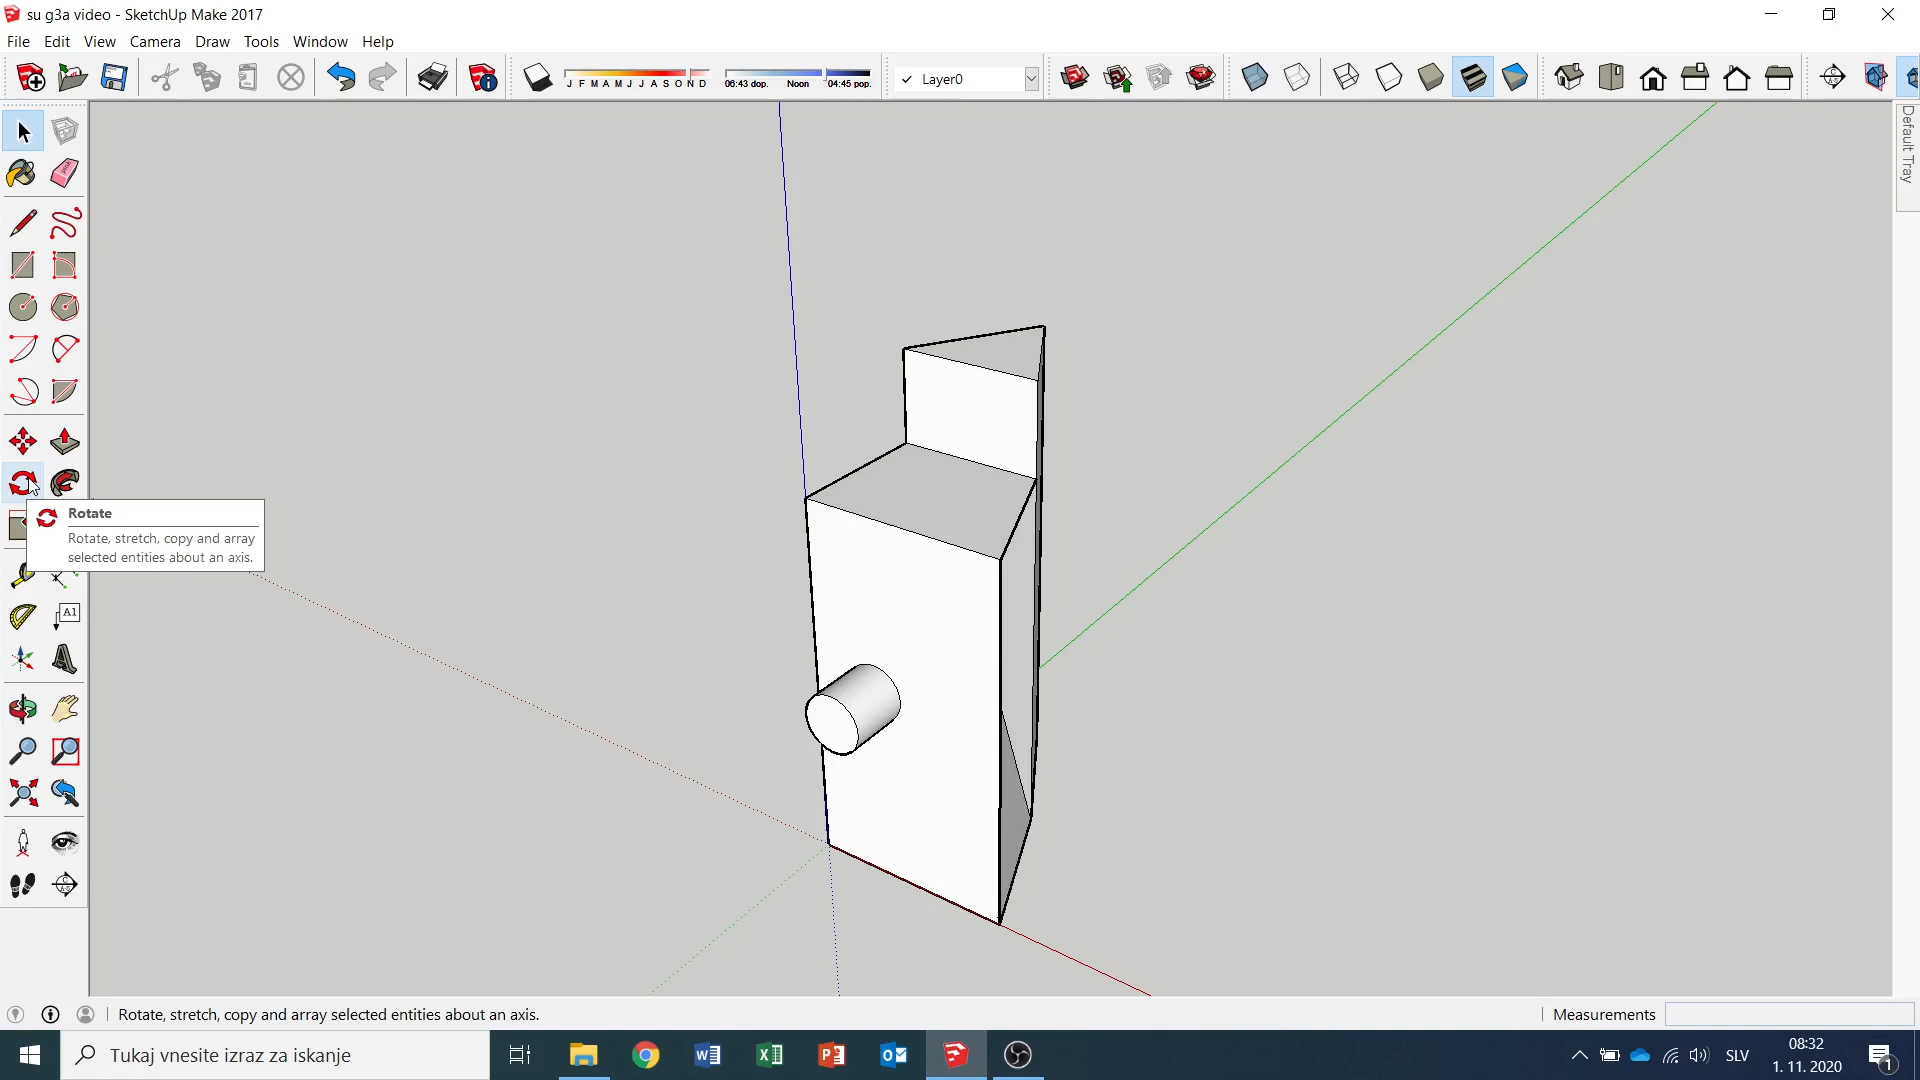 su g3a video - SketchUp Make 2017
File Edit View Camera Draw Tools Window Help
J F M A M J J A S O N D
06:43 dop. Noon 04:45 pop.
Layer0
Default Tray
Rotate
Rotate, stretch, copy and array
selected entities about an axis.
A1
Rotate, stretch, copy and array selected entities about an axis.
Measurements
Tukaj vnesite izraz za iskanje
SLV
08:32
1. 11. 2020
1